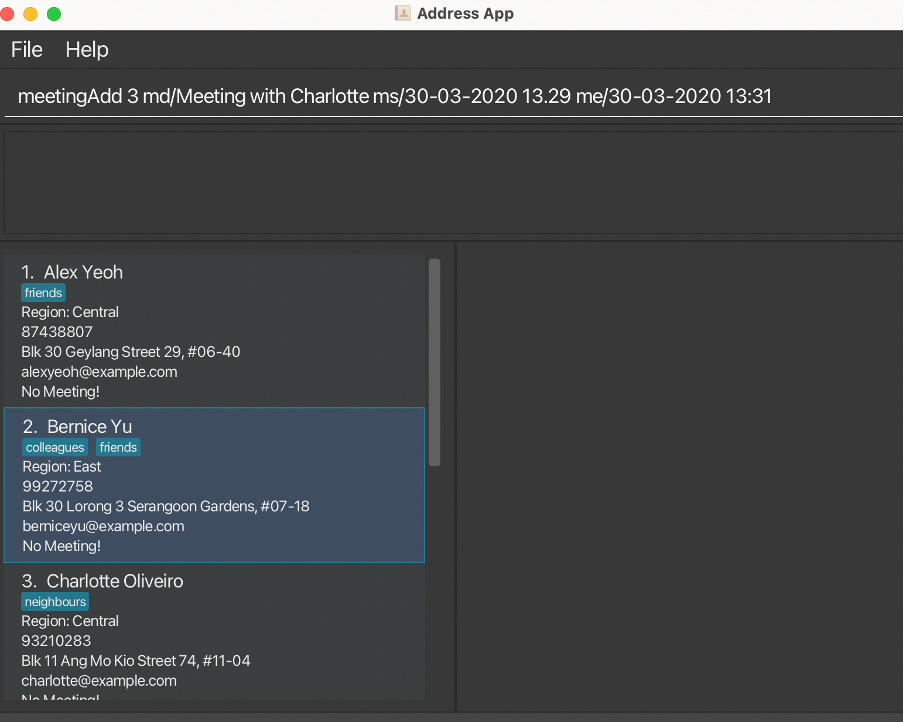 Address App
File Help
meetingAdd 3 md/Meeting with Charlotte ms/30-03-2020 13.29 me/30-03-2020 13:31
1. Alex Yeoh
friends
Region: Central
87438807
Blk 30 Geylang Street 29, #06-40
alexyeoh@example.com
No Meeting!
2. Bernice Yu
colleagues friends
Region: East
99272758
Blk 30 Lorong 3 Serangoon Gardens, #07-18
berniceyu@example.com
No Meeting!
3. Charlotte Oliveiro
neighbours
Region: Central
93210283
Blk 11 Ang Mo Kio Street 74, #11-04
charlotte@example.com
No Meeting!